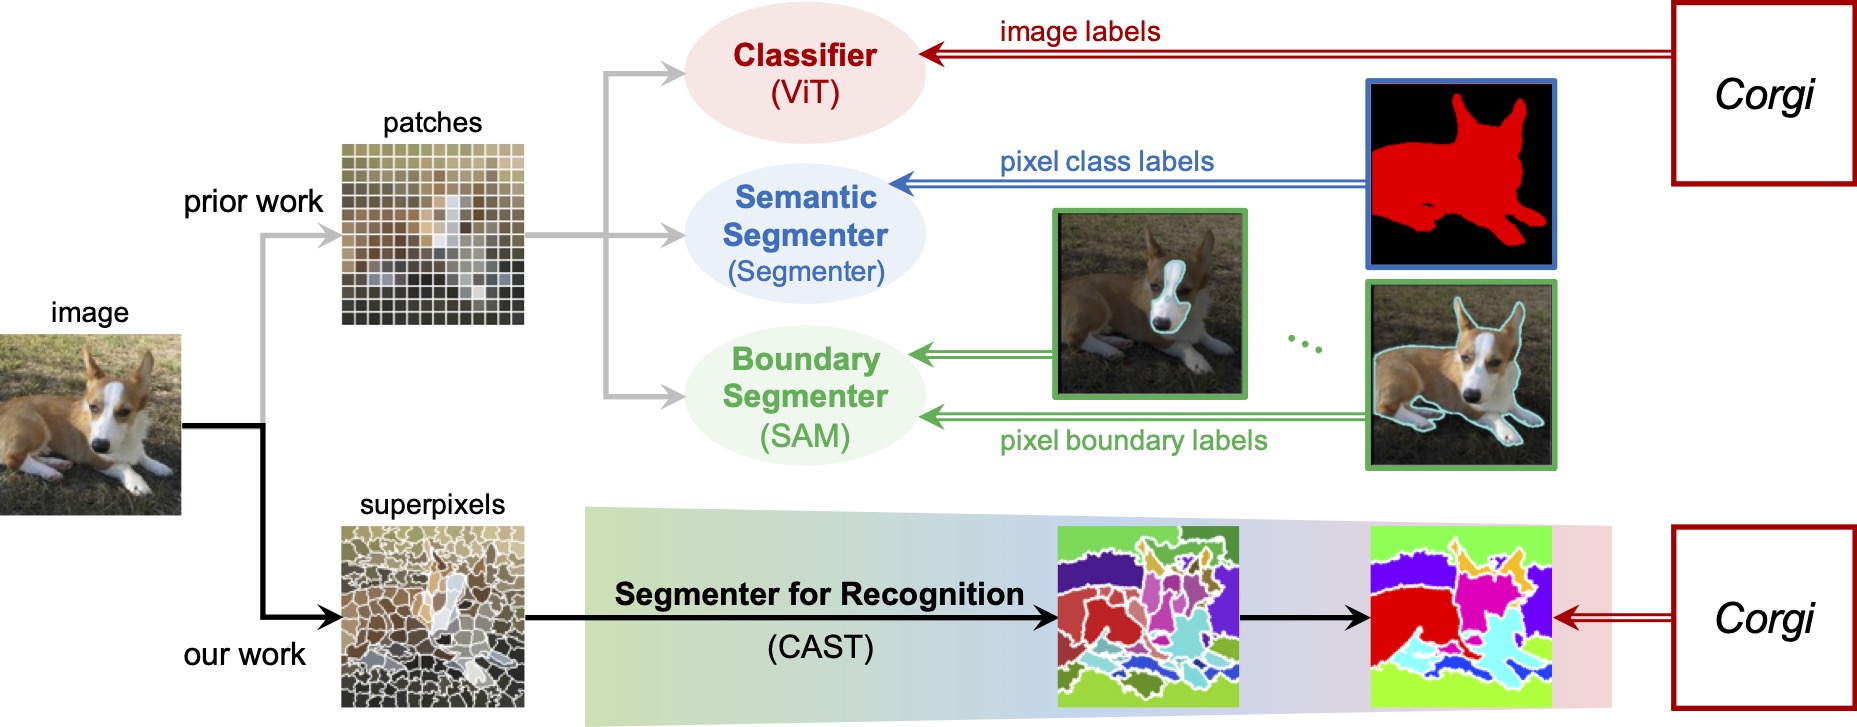 image labels
Classifier
(ViT)
Corgi
patches
pixel class labels
prior work
Semantic
Segmenter
(Segmenter)
image
Boundary
Segmenter
(SAM)
pixel boundary labels
superpixels
Segmenter for Recognition
(CAST)
Corgi
our work